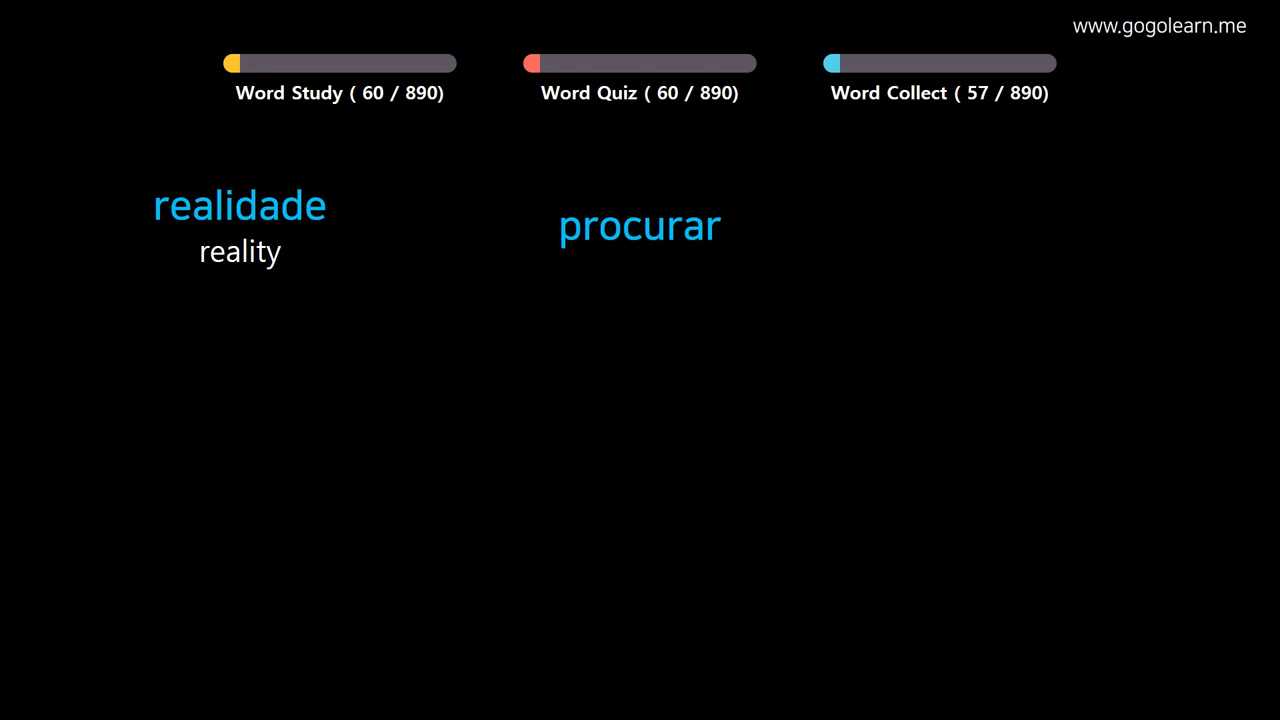 www.gogolearn.me
Word Study ( 60 / 890)
Word Quiz ( 60 / 890)
Word Collect ( 57 / 890)
realidade
reality
procurar